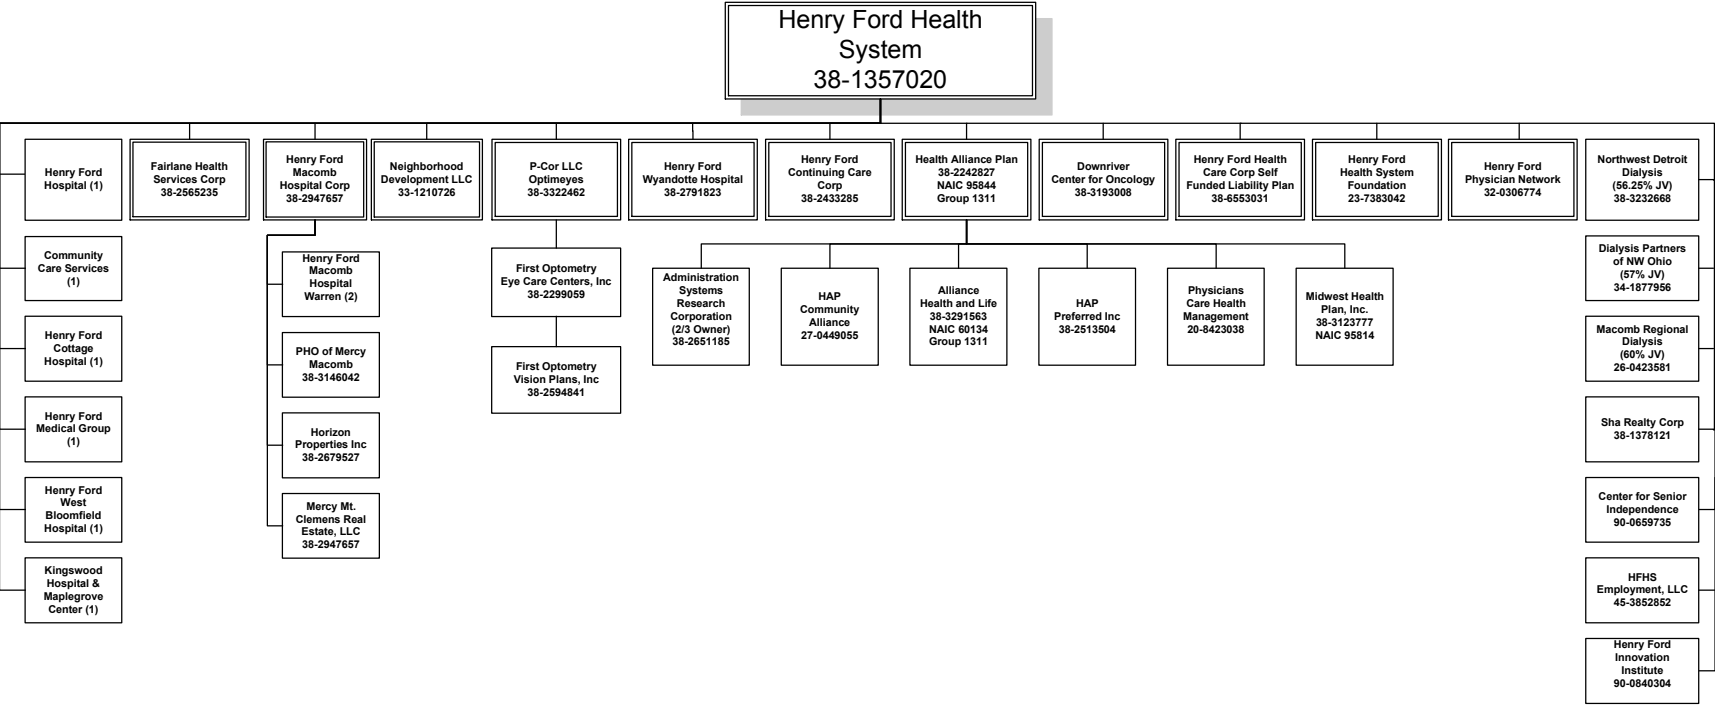 Henry Ford Health
System
38-1357020
Henry Ford
Hospital (1)
Fairlane Health
Services Corp
38-2565235
Henry Ford
Macomb
Hospital Corp
38-2947657
Neighborhood
Development LLC
33-1210726
P-Cor LLC
Optimeyes
38-3322462
Henry Ford
Wyandotte Hospital
38-2791823
Henry Ford
Continuing Care
Corp
38-2433285
Health Alliance Plan
38-2242827
NAIC 95844
Group 1311
Downriver
Center for Oncology
38-3193008
Henry Ford Health
Care Corp Self
Funded Liability Plan
38-6553031
Henry Ford
Health System
Foundation
23-7383042
Henry Ford
Physician Network
32-0306774
Northwest Detroit
Dialysis
(56.25% JV)
38-3232668
Community
Care Services
(1)
Henry Ford
Cottage
Hospital (1)
Henry Ford
Medical Group
(1)
Henry Ford
West
Bloomfield
Hospital (1)
Kingswood
Hospital &
Maplegrove
Center (1)
Henry Ford
Macomb
Hospital
Warren (2)
PHO of Mercy
Macomb
38-3146042
Horizon
Properties Inc
38-2679527
Mercy Mt.
Clemens Real
Estate, LLC
38-2947657
First Optometry
Eye Care Centers, Inc
38-2299059
First Optometry
Vision Plans, Inc
38-2594841
Administration
Systems
Research
Corporation
(2/3 Owner)
38-2651185
HAP
Community
Alliance
27-0449055
Alliance
Health and Life
38-3291563
NAIC 60134
Group 1311
HAP
Preferred Inc
38-2513504
Physicians
Care Health
Management
20-8423038
Midwest Health
Plan, Inc.
38-3123777
NAIC 95814
Dialysis Partners
of NW Ohio
(57% JV)
34-1877956
Macomb Regional
Dialysis
(60% JV)
26-0423581
Sha Realty Corp
38-1378121
Center for Senior
Independence
90-0659735
HFHS
Employment, LLC
45-3852852
Henry Ford
Innovation
Institute
90-0840304